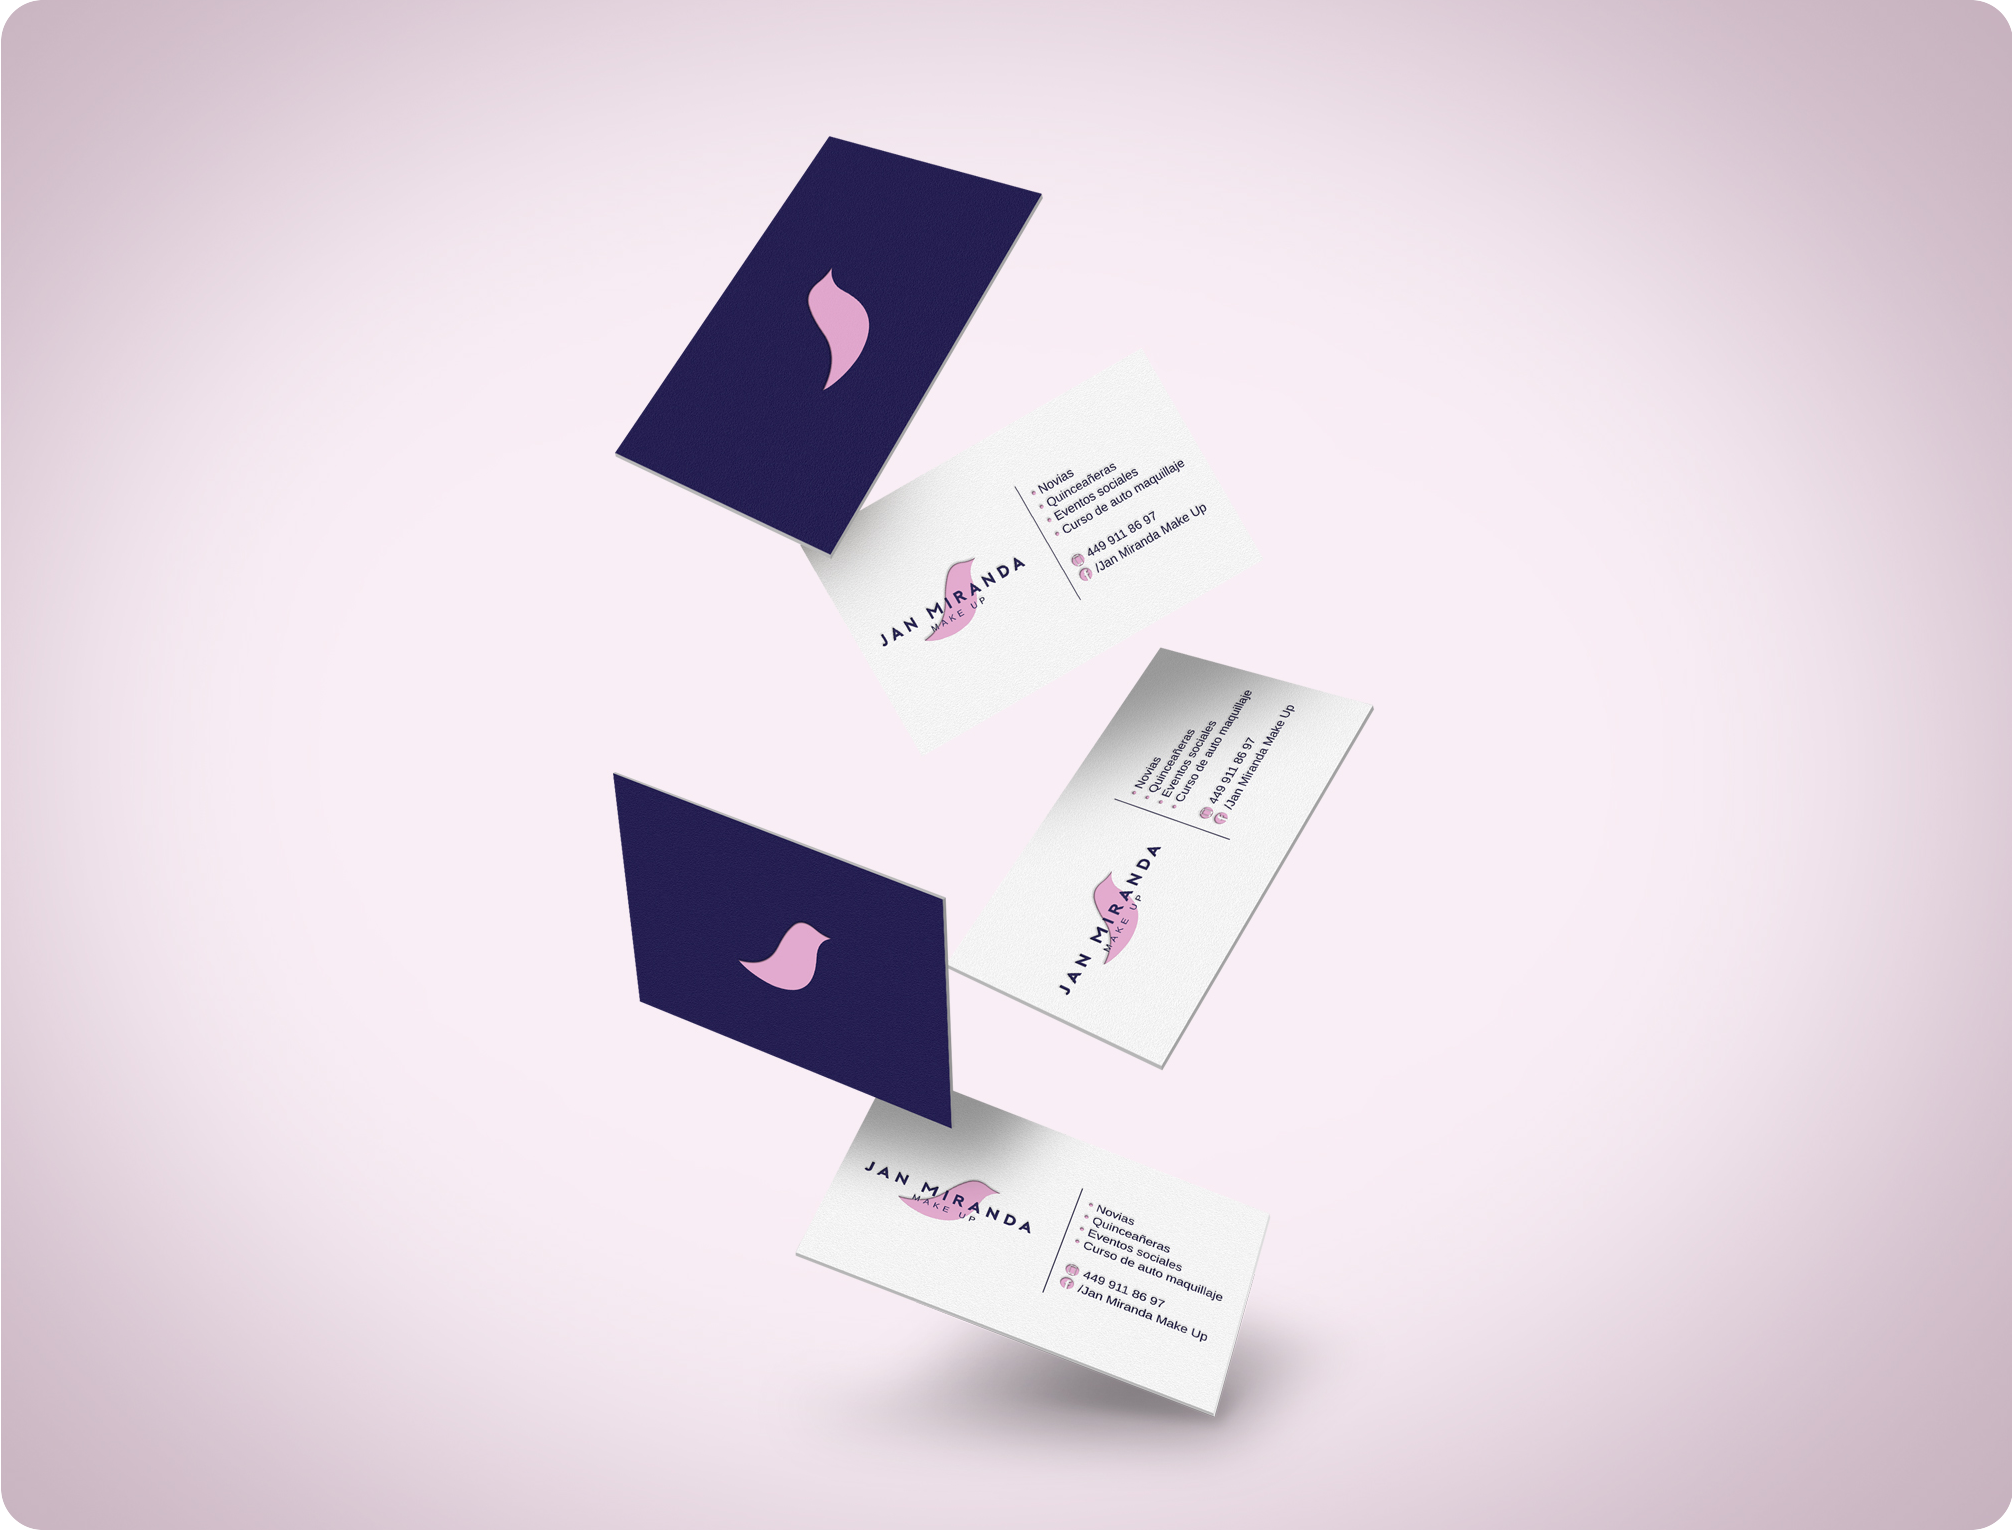 • Novias
• Quinceañeras
• Eventos sociales
• Curso de auto maquillaje
449 911 86 97
/Jan Miranda Make Up
JAN MIRANDA
MAKE UP
• Novias
• Quinceañeras
• Eventos sociales
• Curso de auto maquillaje
449 911 86 97
/Jan Miranda Make Up
JAN MIRANDA
MAKE UP
JAN MIRANDA
MAKE UP
• Novias
• Quinceañeras
• Eventos sociales
• Curso de auto maquillaje
449 911 86 97
/Jan Miranda Make Up